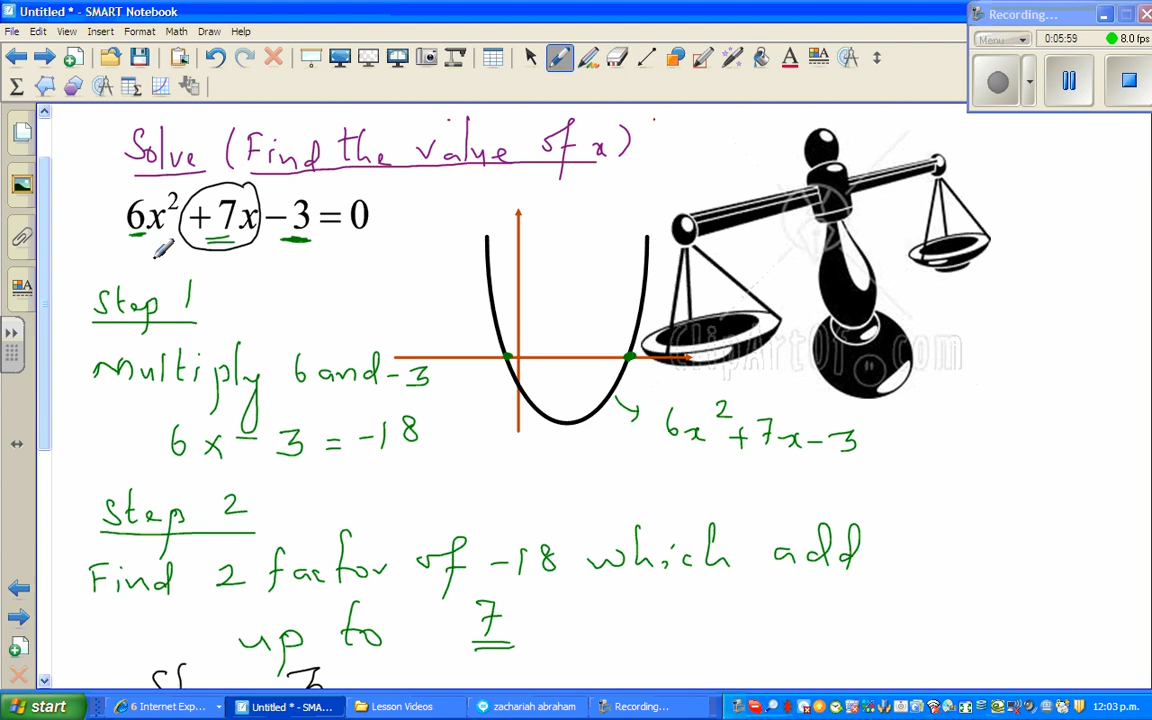 Untitled * - SMART Notebook
File Edit View Insert Format Math Draw Help
Recording...
Menu
0:05:59
8.0 fps
Solve (Find the value of x)
6x² +7x - 3 = 0
Step 1
Multiply 6 and -3
6 x - 3 = -18
ClipArtOf.com
6x² + 7x - 3
Step 2
Find 2 factor of -18 which add
up to 7
start
6 Internet Exp...
Untitled * - SMA...
Lesson Videos
zachariah abraham
Recording...
12:03 p.m.